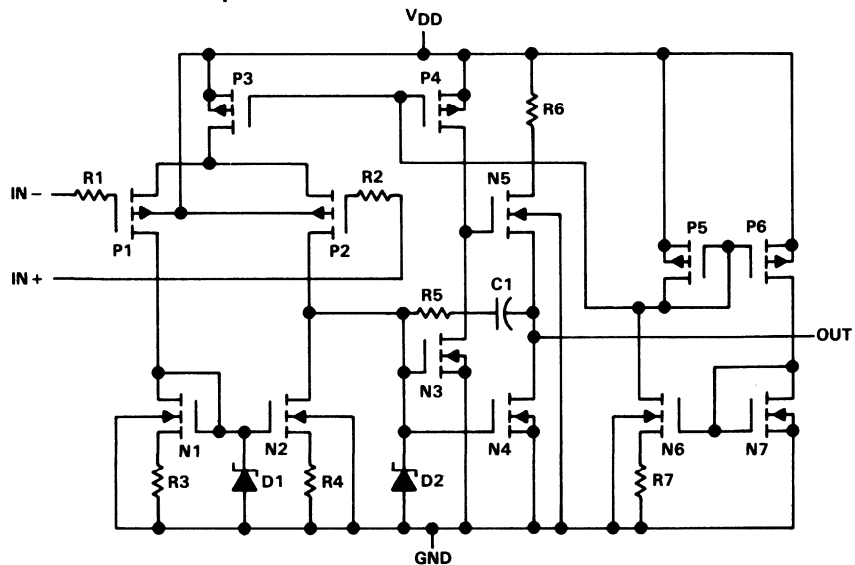 VDD
P3
P4
R6
R1
R2
N5
IN–
P5
P6
P1
P2
IN+
R5
C1
OUT
N3
N1
N2
N4
N6
N7
R3
D1
R4
D2
R7
GND